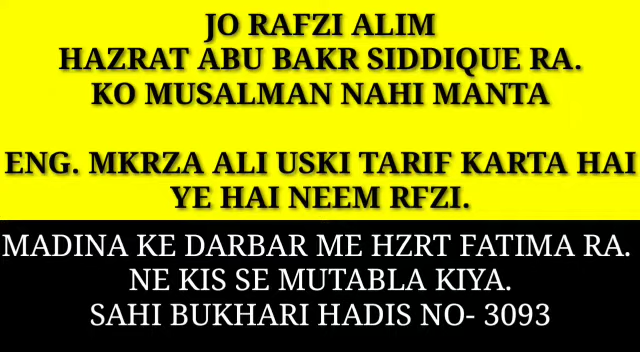 JO RAFZI ALIM
HAZRAT ABU BAKR SIDDIQUE RA.
KO MUSALMAN NAHI MANTA
ENG. MKRZA ALI USKI TARIF KARTA HAI
YE HAI NEEM RFZI.
MADINA KE DARBAR ME HZRT FATIMA RA.
NE KIS SE MUTABLA KIYA.
SAHI BUKHARI HADIS NO- 3093